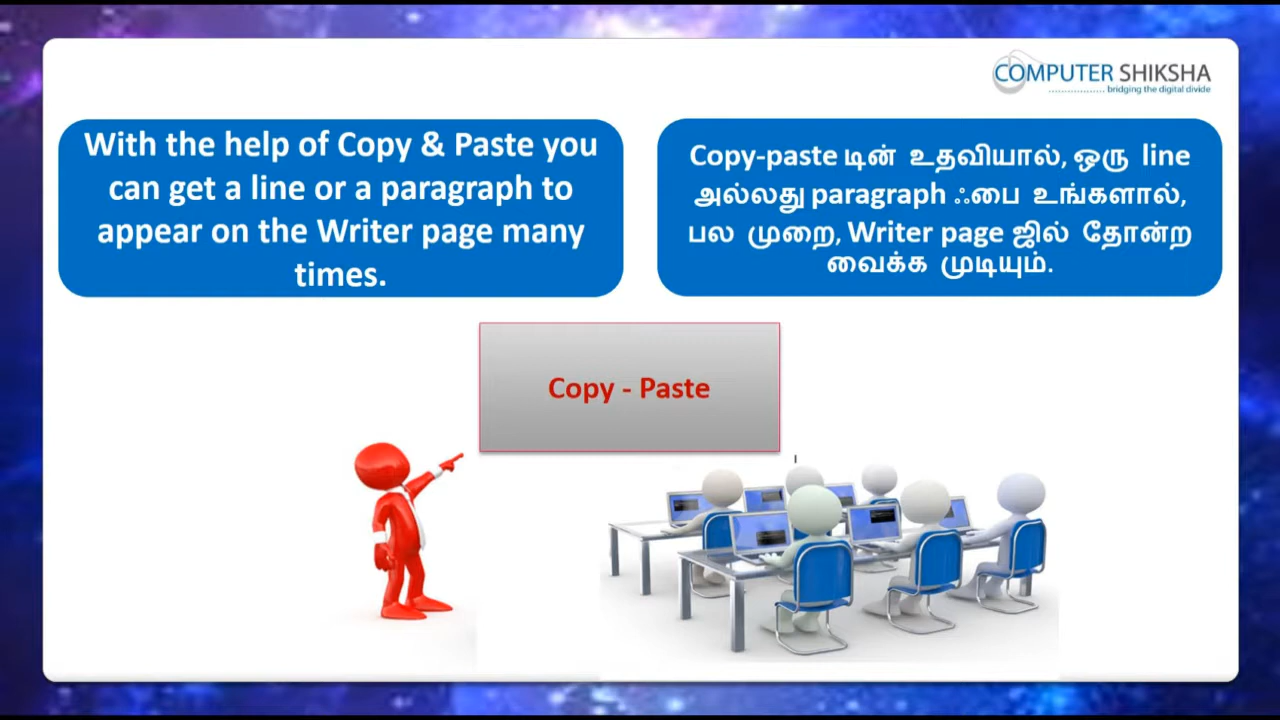 COMPUTER SHIKSHA
bridging the digital divide
With the help of Copy & Paste you
can get a line or a paragraph to
appear on the Writer page many
times.
Copy-paste டின் உதவியால், ஒரு line
அல்லது paragraph ஃபை உங்களால்,
பல முறை, Writer page ஜில் தோன்ற
வைக்க முடியும்.
Copy - Paste